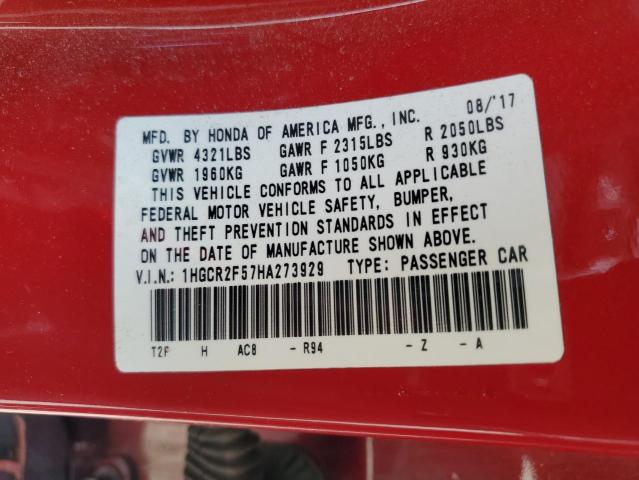 MFD. BY HONDA OF AMERICA MFG., INC. 08/'17
GVWR 4321LBS GAWR F 2315LBS R 2050LBS
GVWR 1960KG GAWR F 1050KG R 930KG
THIS VEHICLE CONFORMS TO ALL APPLICABLE
FEDERAL MOTOR VEHICLE SAFETY, BUMPER,
AND THEFT PREVENTION STANDARDS IN EFFECT
ON THE DATE OF MANUFACTURE SHOWN ABOVE.
V.I.N.: 1HGCR2F57HA273929 TYPE: PASSENGER CAR
T2F H AC8 - R94 - Z - A